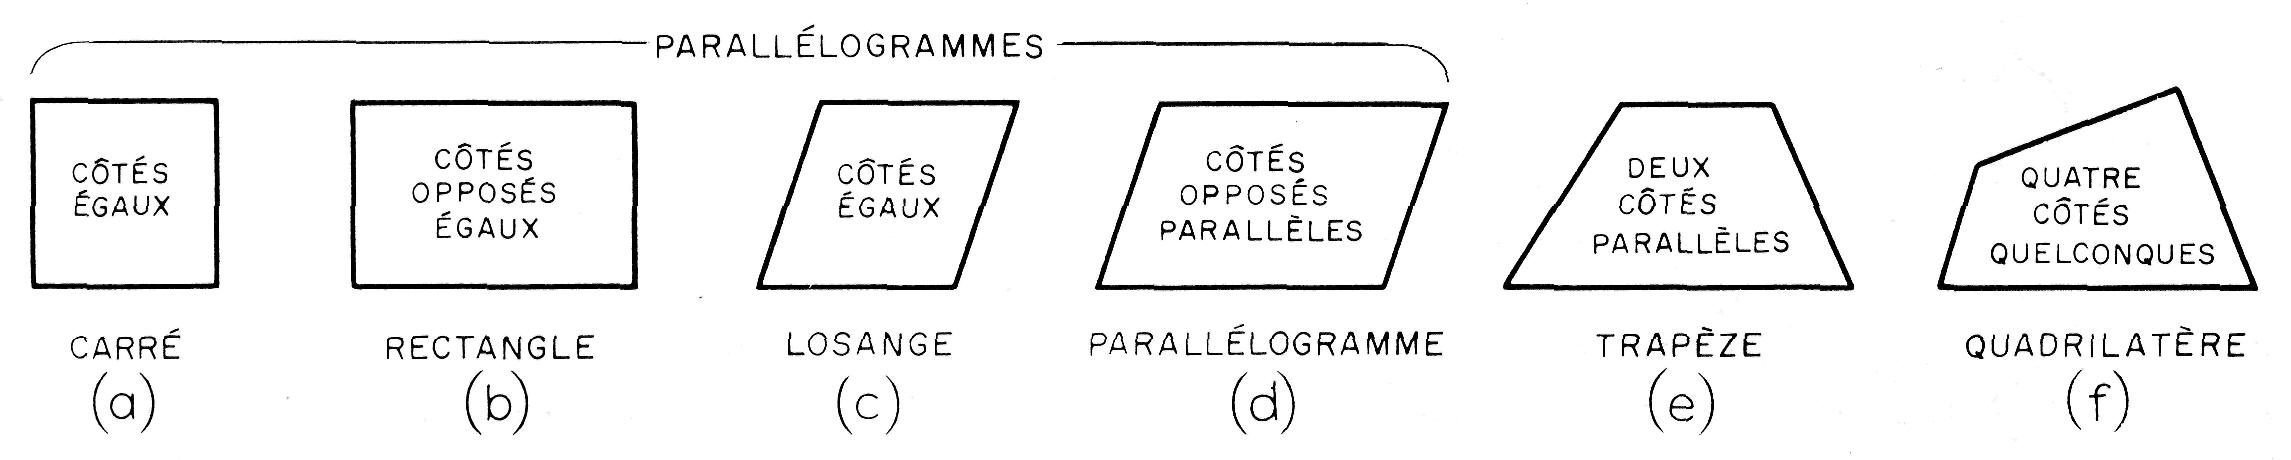 PARALLÉLOGRAMMES
CÔTÉS
ÉGAUX
CARRÉ
(a)
CÔTÉS
OPPOSÉS
ÉGAUX
RECTANGLE
(b)
CÔTÉS
ÉGAUX
LOSANGE
(c)
CÔTÉS
OPPOSÉS
PARALLÈLES
PARALLÉLOGRAMME
(d)
DEUX
CÔTÉS
PARALLÈLES
TRAPÈZE
(e)
QUATRE
CÔTÉS
QUELCONQUES
QUADRILATÈRE
(f)